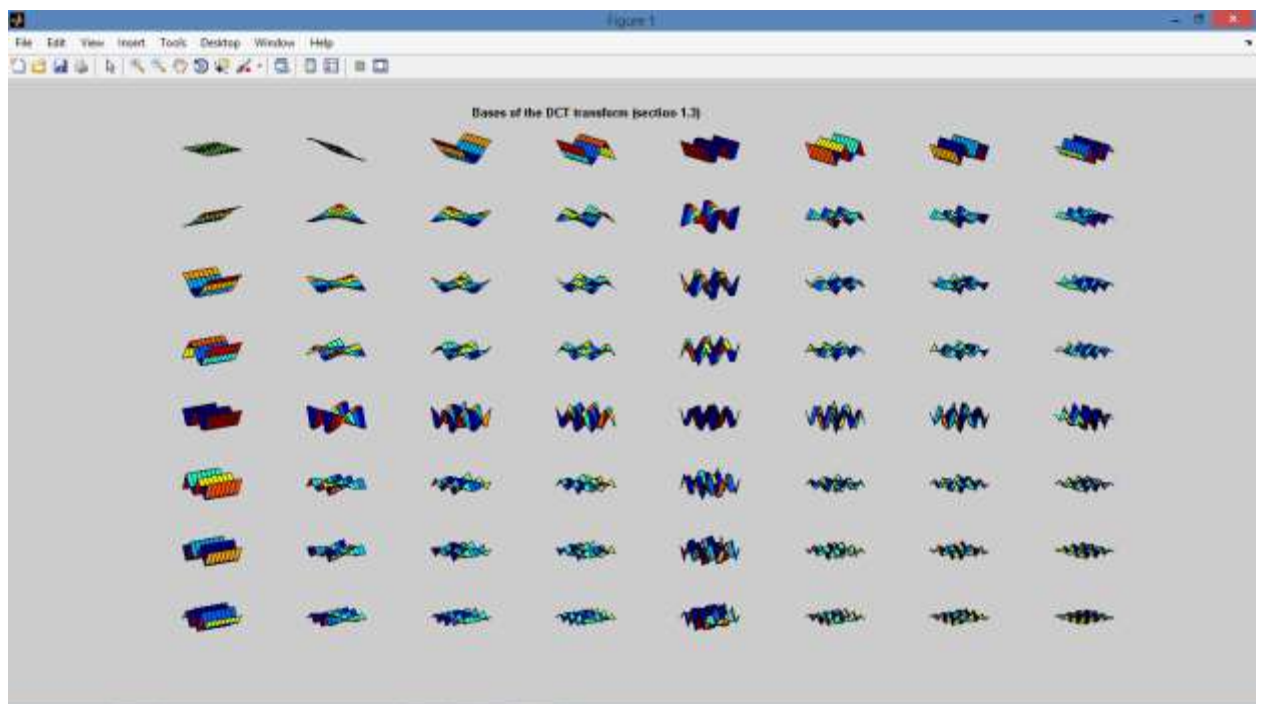 Figure 1
File Edit View Insert Tools Desktop Window Help
Bases of the DCT transform (section 1.3)